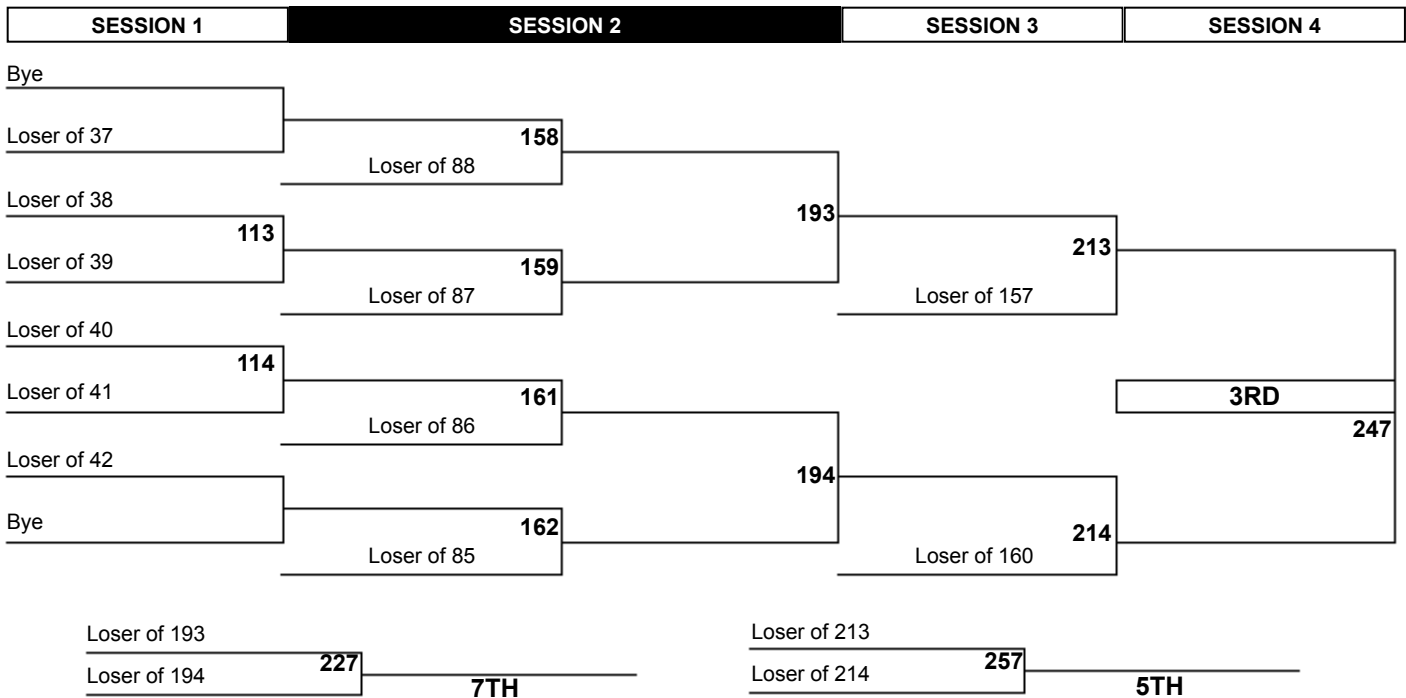 SESSION 1 SESSION 2 SESSION 3 SESSION 4
Bye
Loser of 37
158
Loser of 88
Loser of 38
193
113
213
Loser of 39
159
Loser of 87 Loser of 157
Loser of 40
114
Loser of 41
161 3RD
Loser of 86
247
Loser of 42
194
Bye
162
214
Loser of 85 Loser of 160
Loser of 193 Loser of 213
227 257
Loser of 194 Loser of 214
7TH 5TH